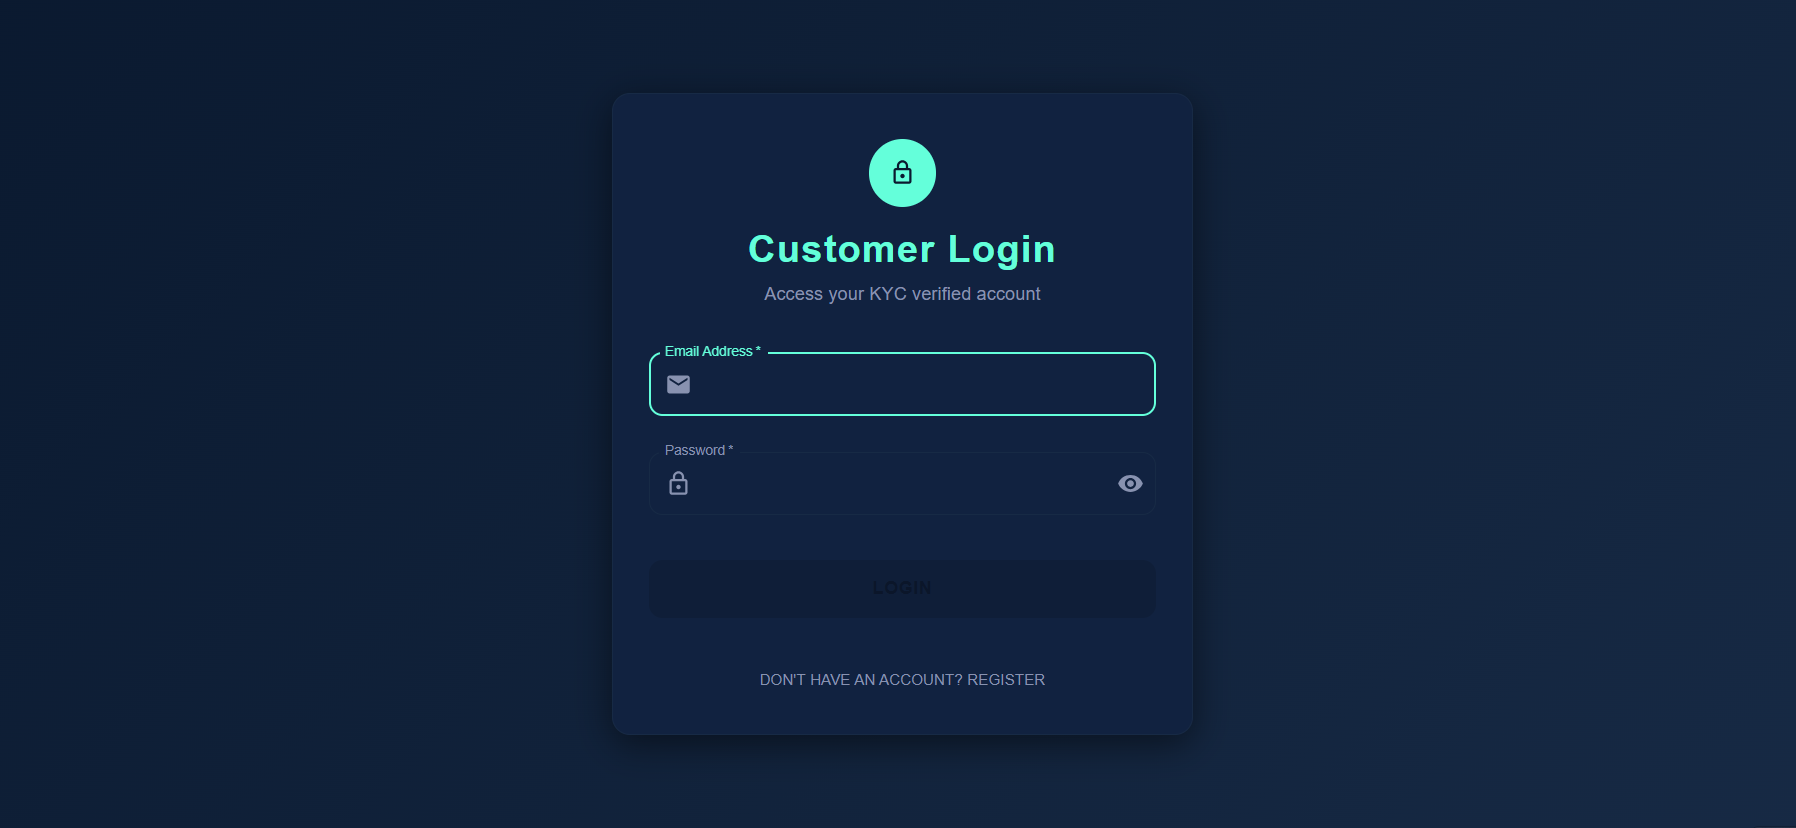 Customer Login
Access your KYC verified account
Email Address *
Password *
LOGIN
DON'T HAVE AN ACCOUNT? REGISTER